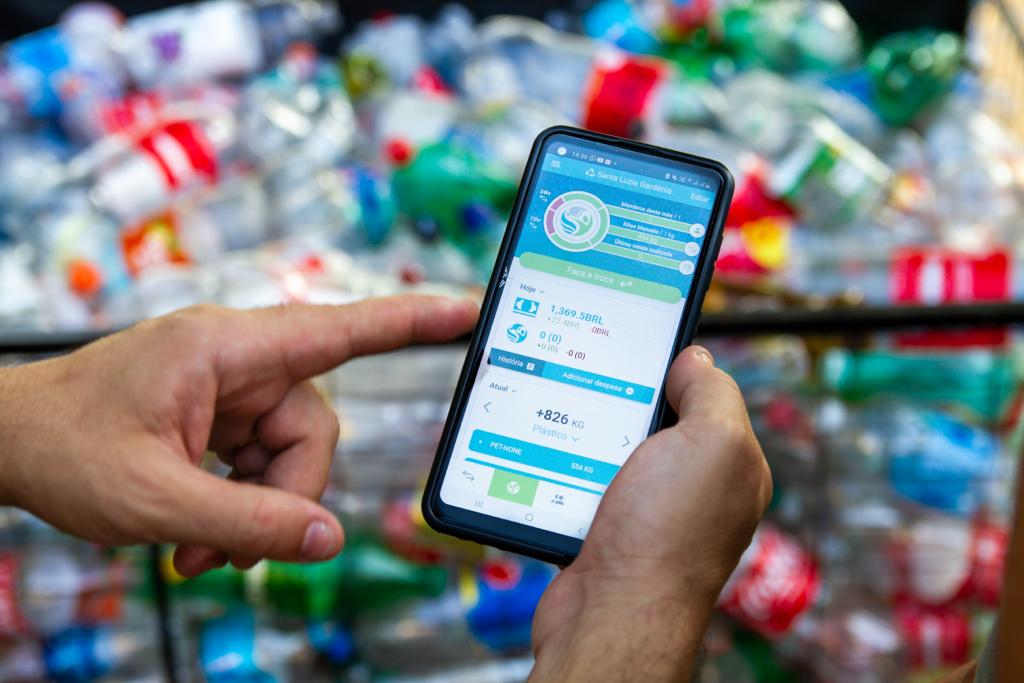 14:56
Santa Luzia Gardênia
Editar
24hr
Membros deste mês / 1
Kilos Mensais / 1 kg
Última venda realizada
Faça a troca
Hoje
1,369.5BRL
+22.4BRL -0BRL
0 (0)
+0 (0) -0 (0)
História
Adicionar despesa
Atual
+826 KG
Plástico
PET-NONE
554 KG